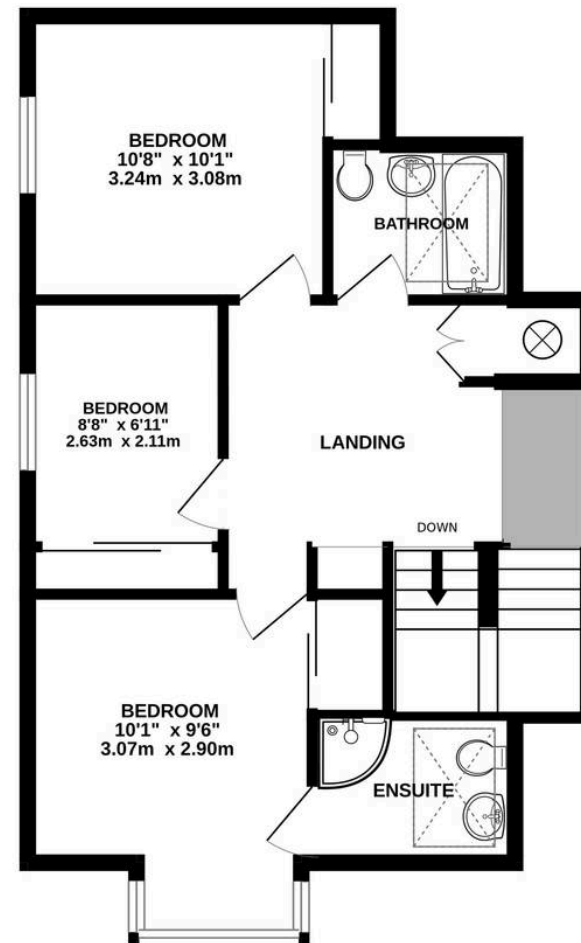 BEDROOM
10'8" x 10'1"
3.24m x 3.08m
BATHROOM
BEDROOM
8'8" x 6'11"
2.63m x 2.11m
LANDING
DOWN
BEDROOM
10'1" x 9'6"
3.07m x 2.90m
ENSUITE